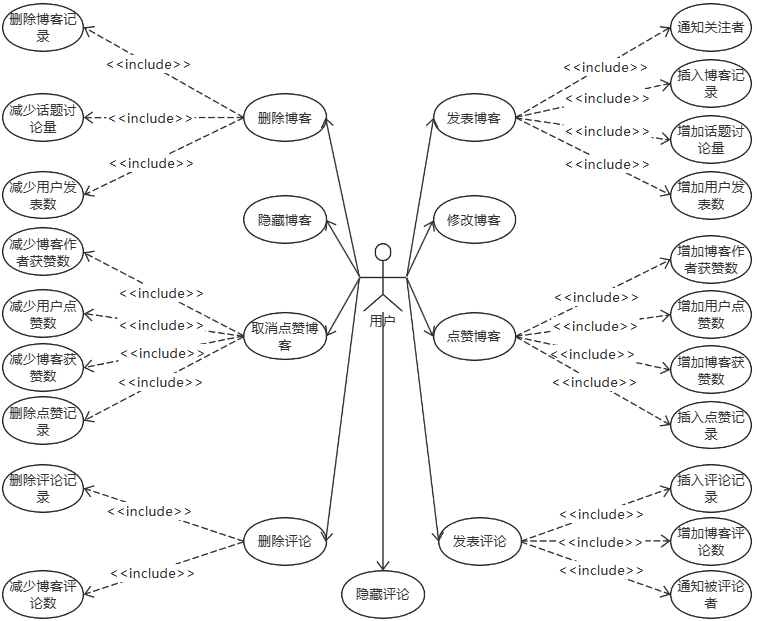 删除博客记
录
<<include>>
减少话题讨
论量
<<include>>
删除博客
减少用户发
表数
<<include>>
隐藏博客
减少博客作
者获赞数
<<include>>
减少用户点
赞数
<<include>>
取消点赞博
客
减少博客获
赞数
<<include>>
删除点赞记
录
<<include>>
删除评论记
录
<<include>>
删除评论
减少博客评
论数
<<include>>
用户
隐藏评论
通知关注者
<<include>>
发表博客
插入博客记
录
<<include>>
增加话题讨
论量
<<include>>
增加用户发
表数
<<include>>
修改博客
增加博客作
者获赞数
<<include>>
点赞博客
增加用户点
赞数
<<include>>
增加博客获
赞数
<<include>>
插入点赞记
录
<<include>>
插入评论记
录
<<include>>
发表评论
增加博客评
论数
<<include>>
通知被评论
者
<<include>>